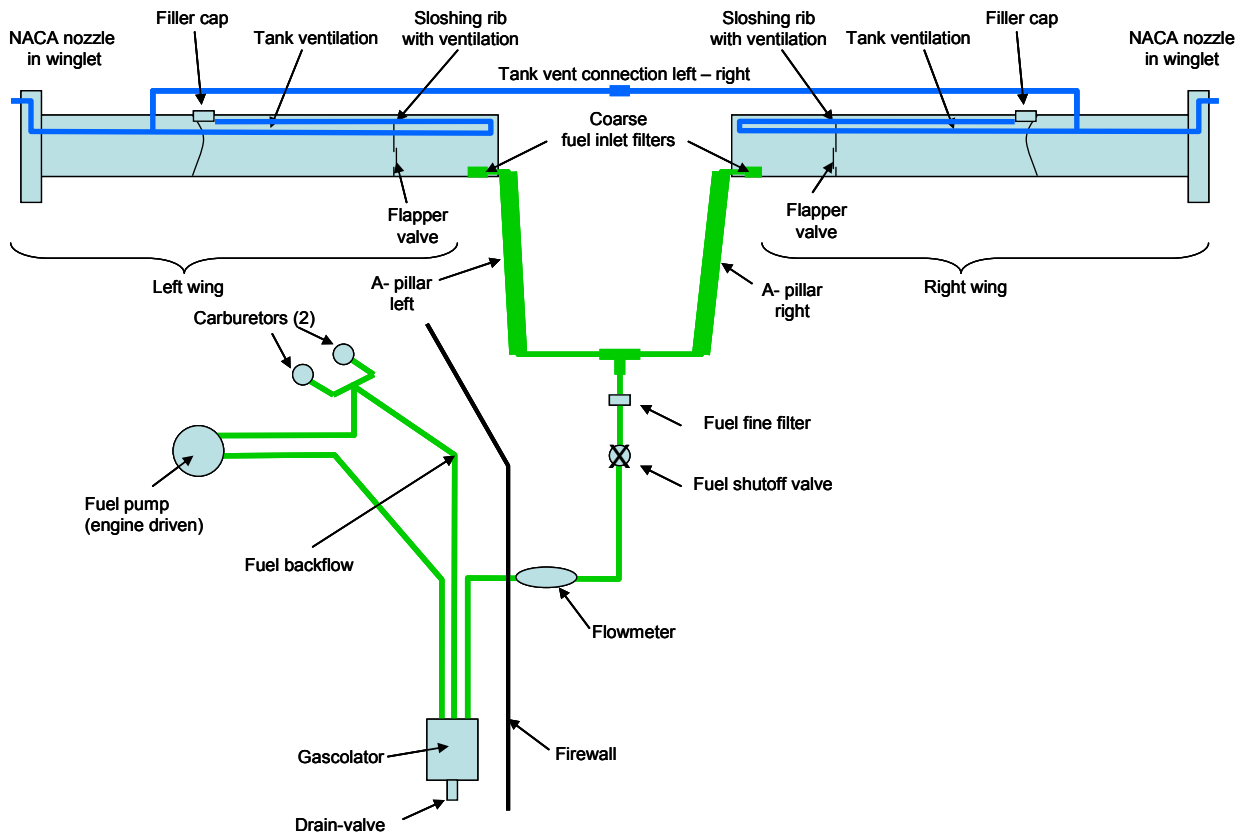 NACA nozzle
in winglet
Filler cap
Tank ventilation
Sloshing rib
with ventilation
Tank vent connection left – right
Sloshing rib
with ventilation
Tank ventilation
Filler cap
NACA nozzle
in winglet
Coarse
fuel inlet filters
Flapper
valve
Flapper
valve
Left wing
A- pillar
left
A- pillar
right
Right wing
Carburetors (2)
Fuel fine filter
Fuel shutoff valve
Fuel pump
(engine driven)
Fuel backflow
Flowmeter
Gascolator
Firewall
Drain-valve